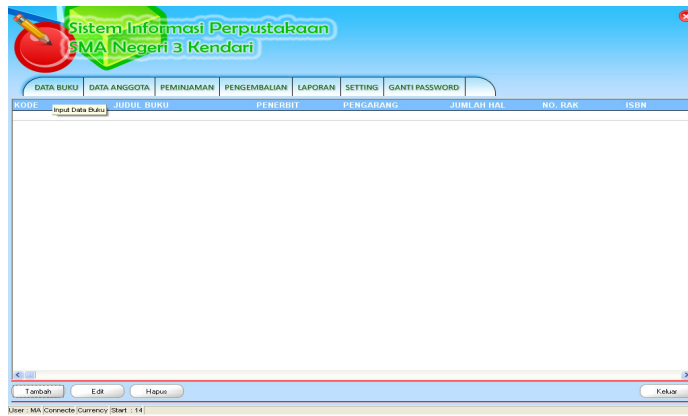 Sistem Informasi Perpustakaan
SMA Negeri 3 Kendari
DATA BUKU DATA ANGGOTA PEMINJAMAN PENGEMBALIAN LAPORAN SETTING GANTI PASSWORD
KODE JUDUL BUKU PENERBIT PENGARANG JUMLAH HAL NO. RAK ISBN
Input Data Buku
Tambah Edit Hapus Keluar
User : MA Connecte Currency Start : 14